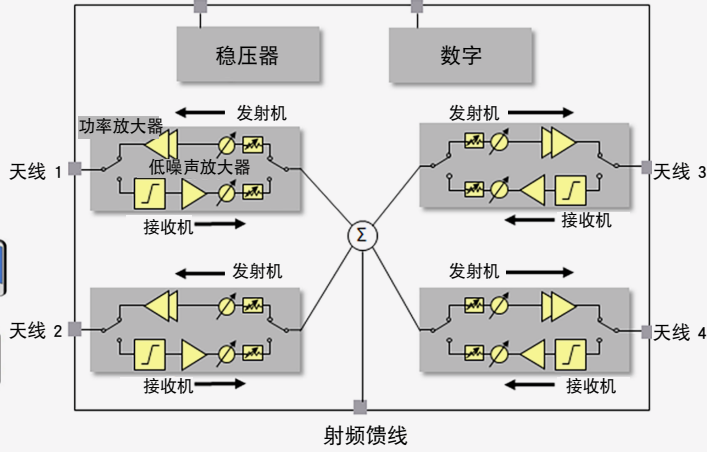 稳压器
数字
发射机
发射机
功率放大器
天线 1
低噪声放大器
天线 3
接收机
接收机
Σ
发射机
发射机
天线 2
天线 4
接收机
接收机
射频馈线